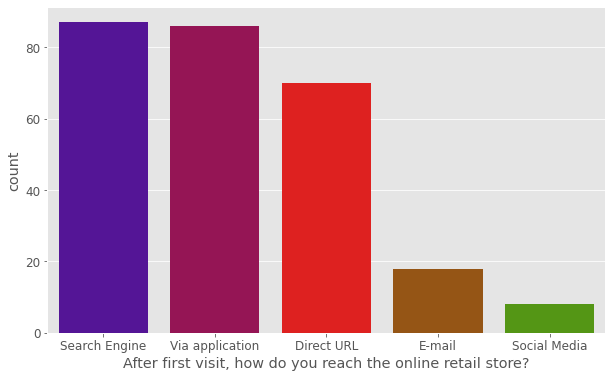 count
80
60
40
20
0
Search Engine Via application Direct URL E-mail Social Media
After first visit, how do you reach the online retail store?